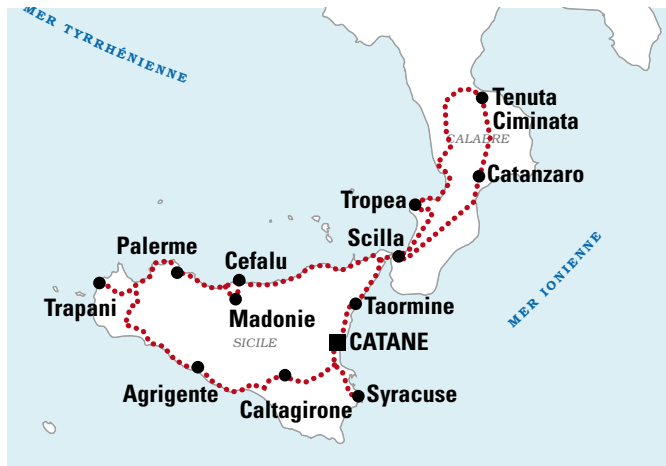 MER TYRRHÉNIENNE
Tenuta
Ciminata
CALABRE
Catanzaro
Tropea
Scilla
Palerme
Cefalu
MER IONIENNE
Trapani
Madonie
Taormine
SICILE
CATANE
Agrigente
Caltagirone
Syracuse